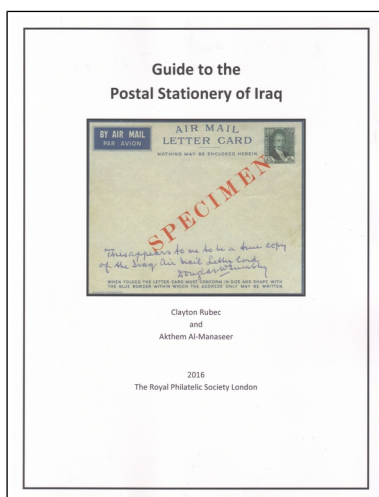 Guide to the
Postal Stationery of Iraq
BY AIR MAIL
PAR AVION
AIR MAIL
LETTER CARD
NOTHING MAY BE ENCLOSED HEREIN
SPECIMEN
This appears to me to be a true copy
of the Iraq Air Mail Letter Card
Douglas
WHEN FOLDED THE LETTER CARD MUST CONFORM IN SIZE AND SHAPE WITH
THE BLUE BORDER WITHIN WHICH THE ADDRESS ONLY MAY BE WRITTEN.
Clayton Rubec
and
Akthem Al-Manaseer
2016
The Royal Philatelic Society London